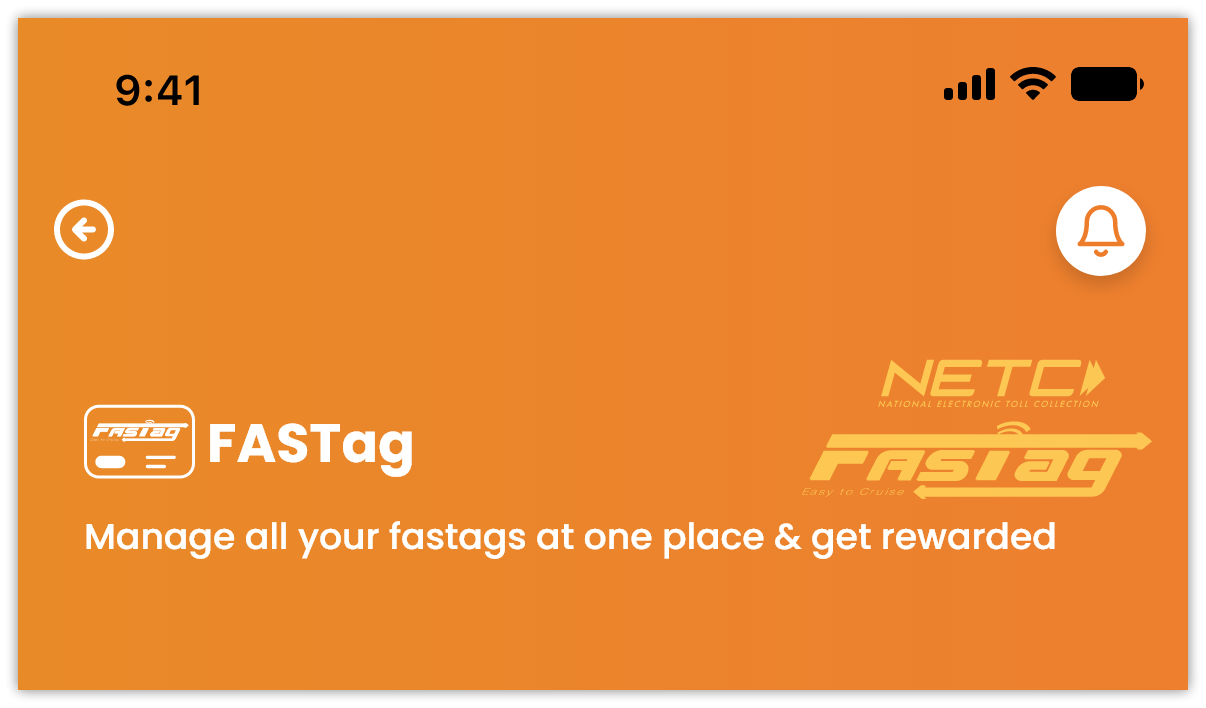 9:41
NETC
NATIONAL ELECTRONIC TOLL COLLECTION
FASTag
FASTag
FASTag
Easy to Cruise
Manage all your fastags at one place & get rewarded